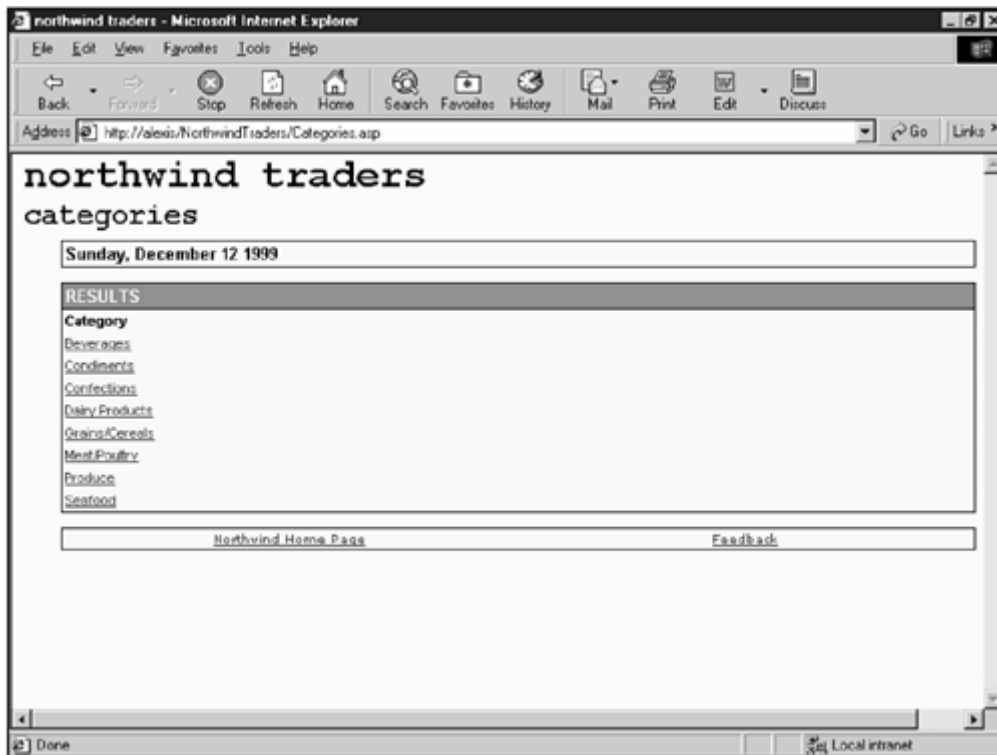 northwind traders - Microsoft Internet Explorer
File Edit View Favorites Tools Help
Back Forward Stop Refresh Home Search Favorites History Mail Print Edit Discuss
Address http://alexis/NorthwindTraders/Categories.asp Go Links »
northwind traders
categories
Sunday, December 12 1999
RESULTS
Category
Beverages
Condiments
Confections
Dairy Products
Grains/Cereals
Meat/Poultry
Produce
Seafood
Northwind Home Page Feedback
Done Local intranet